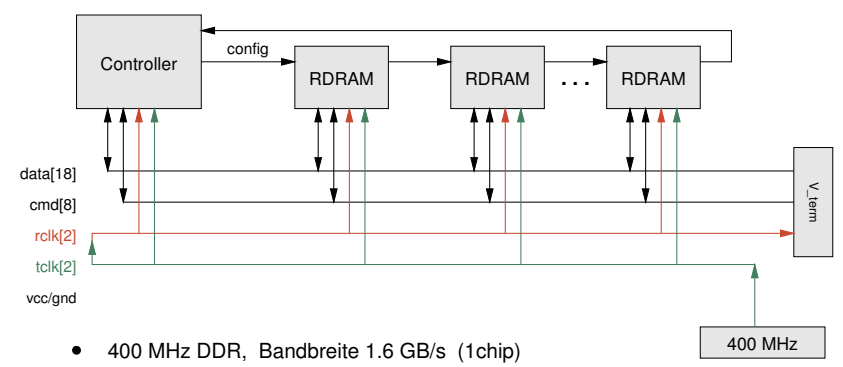 Controller
config
RDRAM
RDRAM
. . .
RDRAM
data[18]
cmd[8]
rclk[2]
tclk[2]
vcc/gnd
V_term
400 MHz
• 400 MHz DDR, Bandbreite 1.6 GB/s (1chip)